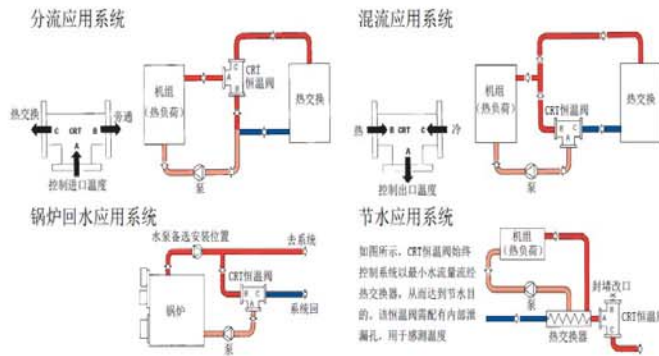 分流应用系统
机组
(热负荷)
CRT
恒温阀
C
A
B
热交换
泵
热交换
旁通
C CRT B
A
控制进口温度
混流应用系统
机组
(热负荷)
CRT恒温阀
B C
A
热交换
泵
热
B CRT C
冷
A
控制出口温度
锅炉回水应用系统
水泵备选安装位置
去系统
CRT恒温阀
B C
A
系统回
锅炉
泵
节水应用系统
如图所示，CRT恒温阀始终
控制系统以最小水流量流经
热交换器，从而达到节水目
的，该恒温阀需配有内部泄
漏孔，用于感测温度
机组
(热负荷)
泵
封堵改口
B
A
C
CRT恒温
热交换器